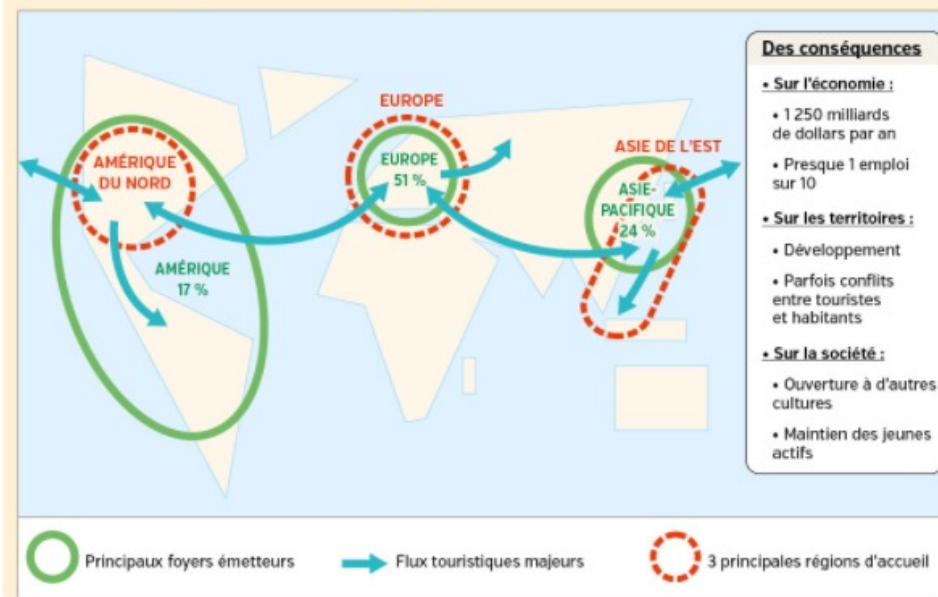 AMÉRIQUE
DU NORD
AMÉRIQUE
17 %
EUROPE
EUROPE
51 %
ASIE DE L'EST
ASIE-
PACIFIQUE
24 %
Des conséquences
• Sur l'économie :
• 1 250 milliards
de dollars par an
• Presque 1 emploi
sur 10
• Sur les territoires :
• Développement
• Parfois conflits
entre touristes
et habitants
• Sur la société :
• Ouverture à d'autres
cultures
• Maintien des jeunes
actifs
Principaux foyers émetteurs
Flux touristiques majeurs
3 principales régions d'accueil